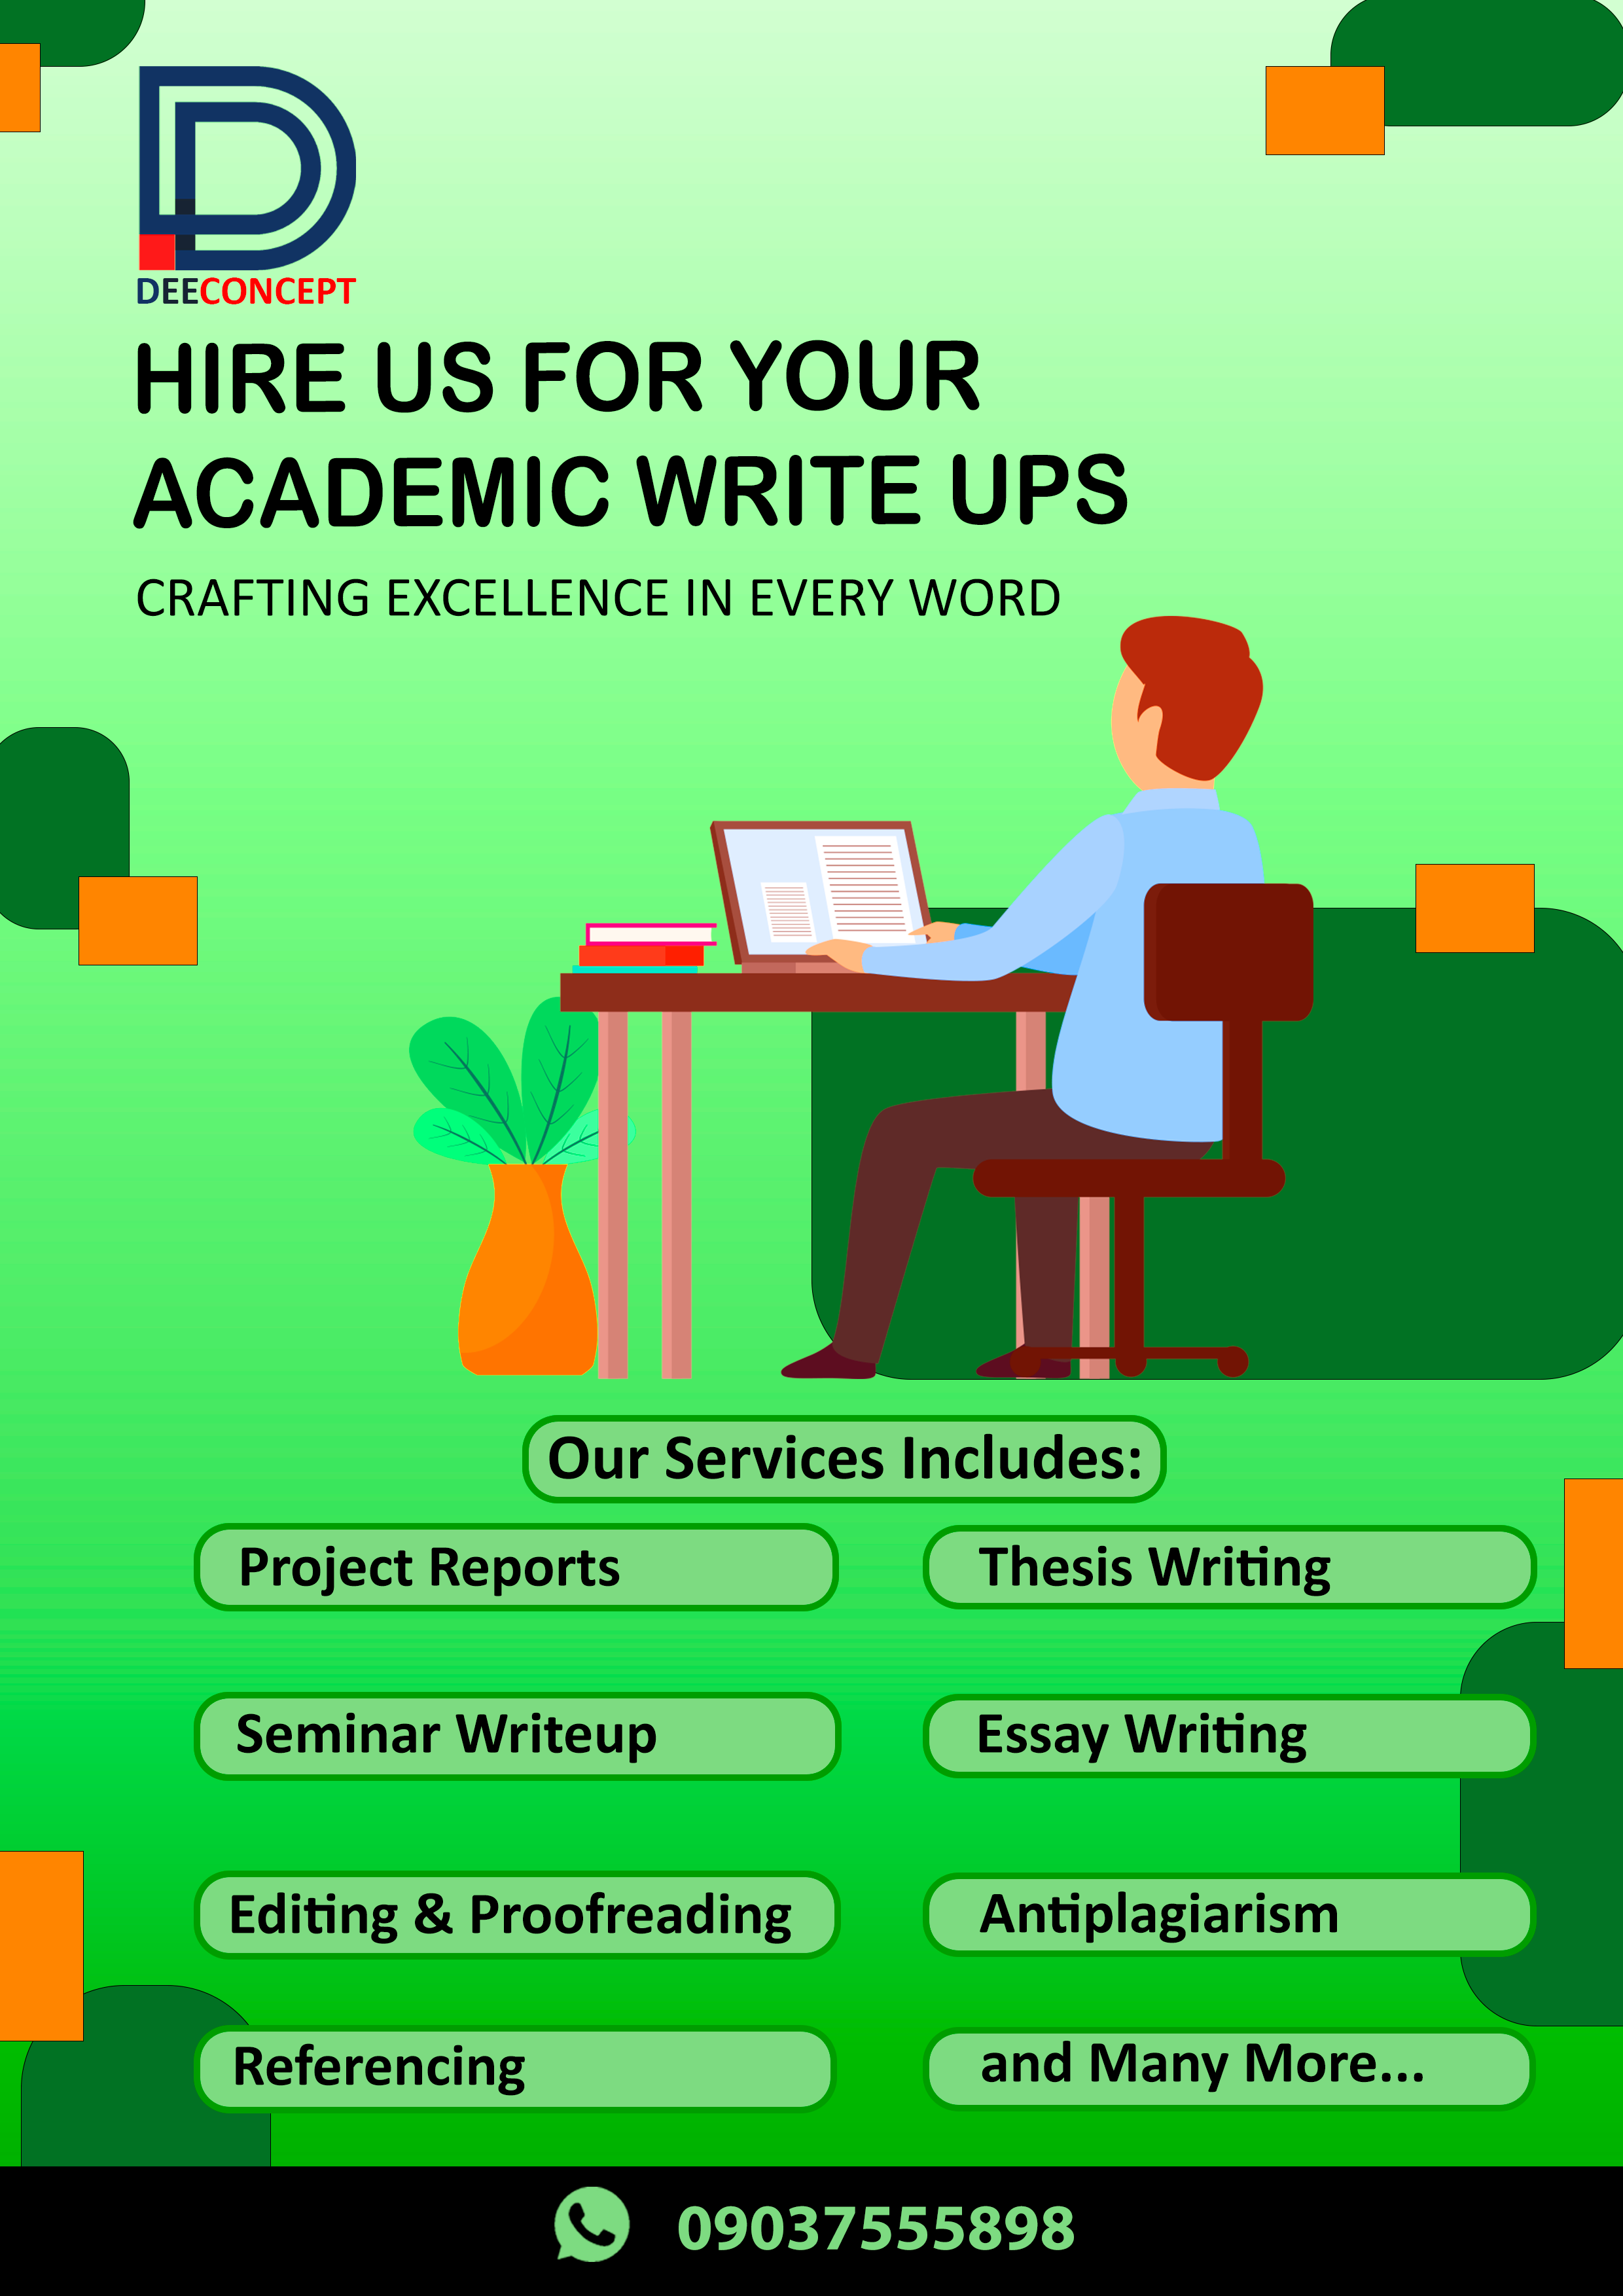 DEECONCEPT
HIRE US FOR YOUR
ACADEMIC WRITE UPS
CRAFTING EXCELLENCE IN EVERY WORD
Our Services Includes:
Project Reports
Thesis Writing
Seminar Writeup
Essay Writing
Editing & Proofreading
Antiplagiarism
Referencing
and Many More...
09037555898